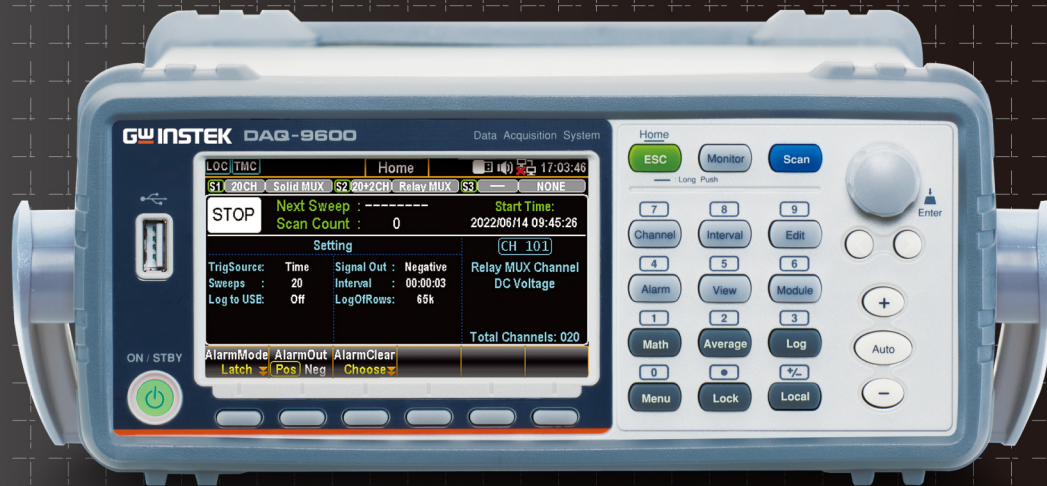 GW INSTEK DAQ-9600 Data Acquisition System
LOC TMC Home 17:03:46
S1 20CH Solid MUX S2 20+2CH Relay MUX S3 — NONE
STOP
Next Sweep : --------
Scan Count : 0
Start Time:
2022/06/14 09:45:26
Setting
CH 101
TrigSource: Time Signal Out : Negative
Sweeps : 20 Interval : 00:00:03
Log to USE: Off LogOfRows: 65k
Relay MUX Channel
DC Voltage
Total Channels: 020
AlarmMode AlarmOut AlarmClear
Latch Pos Neg Choose
ON / STBY
Home
ESC Monitor Scan
: Long Push
7 8 9
Channel Interval Edit
4 5 6
Alarm View Module
1 2 3
Math Average Log
0 ● +/-
Menu Lock Local
Enter
+
Auto
−